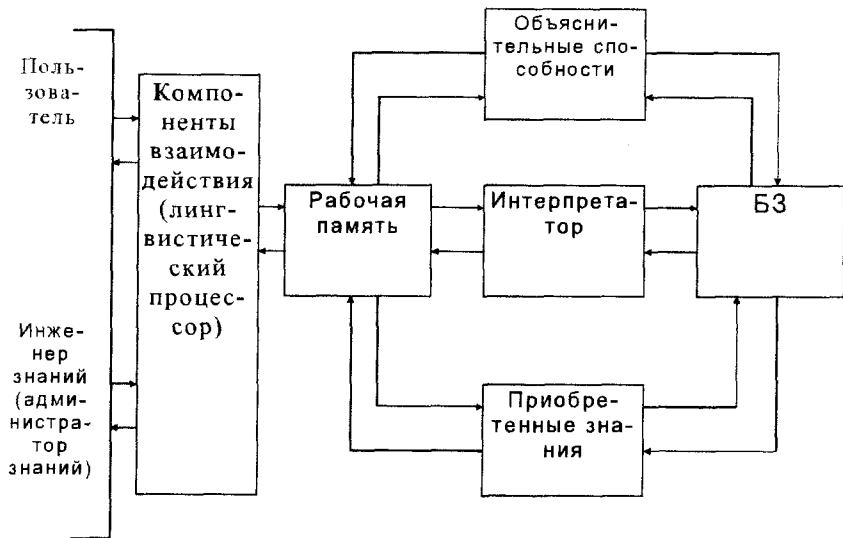 Объясни-
тельные спо-
собности
Поль-
зова-
тель
Компо-
ненты
взаимо-
действия
(линг-
вистиче-
ский
процес-
сор)
Рабочая
память
Интерпрета-
тор
БЗ
Инже-
нер
знаний
(адми-
нистра-
тор
знаний)
Приобре-
тенные зна-
ния